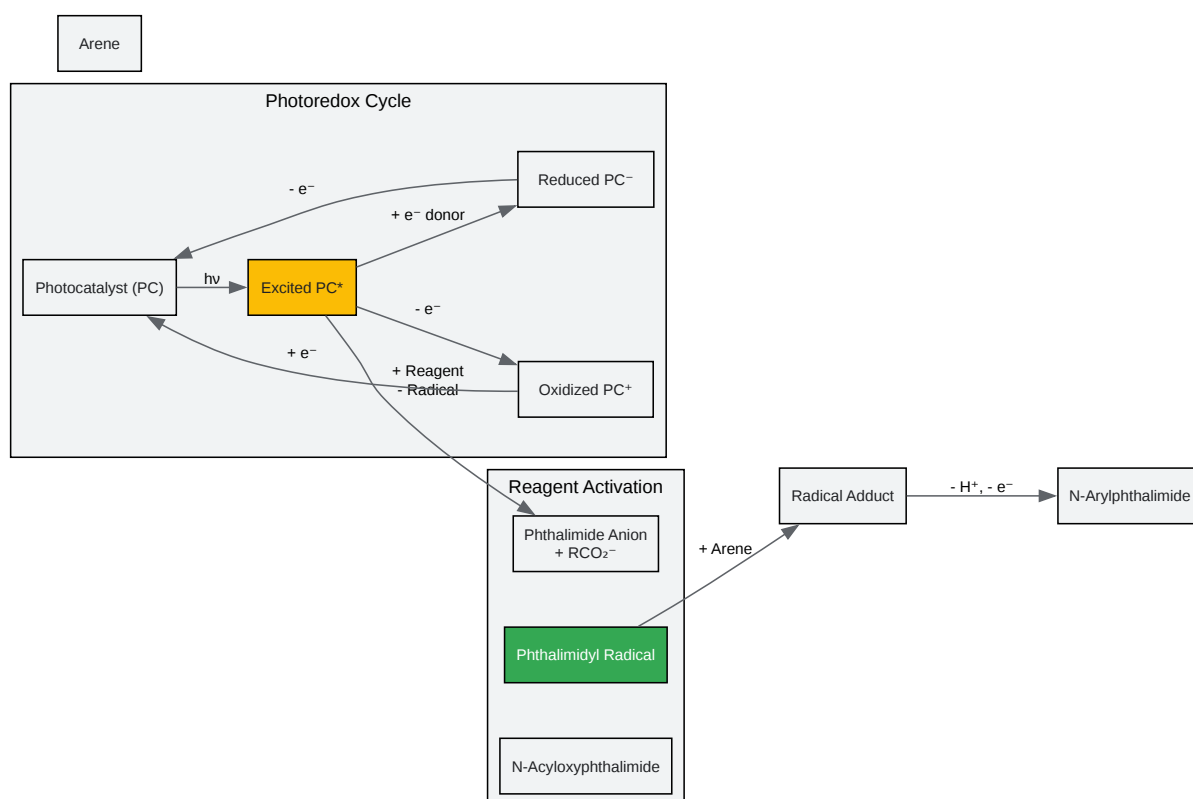 Arene
Photoredox Cycle
Reduced PC⁻
- e⁻
+ e⁻ donor
Photocatalyst (PC)
hν
Excited PC*
- e⁻
+ e⁻
+ Reagent
- Radical
Oxidized PC⁺
Reagent Activation
Phthalimide Anion
+ RCO₂⁻
Radical Adduct
- H⁺, - e⁻
N-Arylphthalimide
+ Arene
Phthalimidyl Radical
N-Acyloxyphthalimide